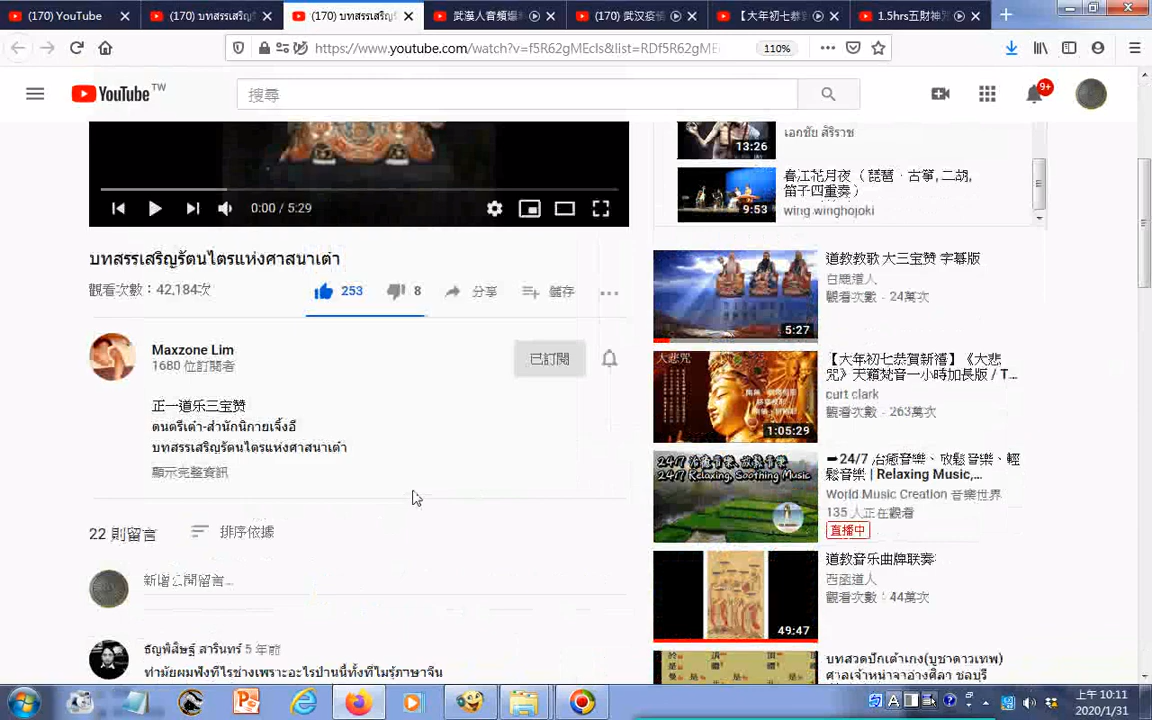 (170) YouTube
(170) บทสรรเสริญรั
(170) บทสรรเสริญรั
武漢人音頻爆
(170) 武汉疫情
【大年初七恭
1.5hrs五財神咒
https://www.youtube.com/watch?v=f5R62gMEcIs&list=RDf5R62gME
110%
YouTube TW
搜尋
9+
13:26
เอกชัย สิริราช
春江花月夜（琵琶‧古箏, 二胡,
笛子四重奏）
wing winghojoki
9:53
0:00 / 5:29
บทสรรเสริญรัตนไตรแห่งศาสนาเต๋า
觀看次數：42,184次
253
8
分享
儲存
Maxzone Lim
1680 位訂閱者
已訂閱
正一道乐三宝赞
ดนตรีเต๋า-สำนักนิกายเจิ้งอี
บทสรรเสริญรัตนไตรแห่งศาสนาเต๋า
顯示完整資訊
22 則留言
排序依據
新增公開留言...
ธัญพิสิษฐ์ สารินทร์ 5 年前
ทำมัยผมฟังทีไรช่างเพราะอะไรป่านนี้ทั้งที่ไม่รู้ภาษาจีน
道教教歌 大三宝赞 字幕版
白鹿道人
觀看次數：24萬次
5:27
【大年初七恭賀新禧】《大悲
咒》天籟梵音一小時加長版 / T...
curt clark
觀看次數：263萬次
大悲咒
1:05:29
➡24/7 治癒音樂、放鬆音樂、輕
鬆音樂 | Relaxing Music,...
World Music Creation 音樂世界
135 人正在觀看
直播中
24/7 治癒音樂、放鬆音樂
24/7 Relaxing, Soothing Music
道教音乐曲牌联奏
西函道人
觀看次數：44萬次
49:47
บทสวดปักเต้าเกง(บูชาดาวเทพ)
ศาลเจ้าหน่าจาอ่างศิลา ชลบุรี
上午 10:11
2020/1/31